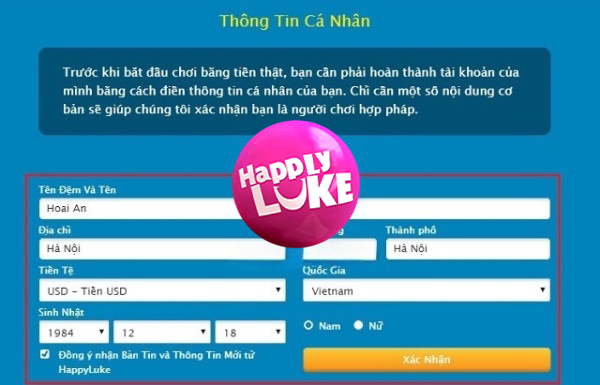 Thông Tin Cá Nhân
Trước khi bắt đầu chơi bằng tiền thật, bạn cần phải hoàn thành tài khoản của
mình bằng cách điền thông tin cá nhân của bạn. Chỉ cần một số nội dung cơ
bản sẽ giúp chúng tôi xác nhận bạn là người chơi hợp pháp.
HappLy
LUKE
Tên Đệm Và Tên
Hoai An
Địa chỉ
Thành phố
Hà Nội
Hà Nội
Tiền Tệ
Quốc Gia
USD - Tiền USD
Vietnam
Sinh Nhật
1984 12 18
Nam Nữ
Đồng ý nhận Bản Tin và Thông Tin Mới từ
HappyLuke
Xác Nhận